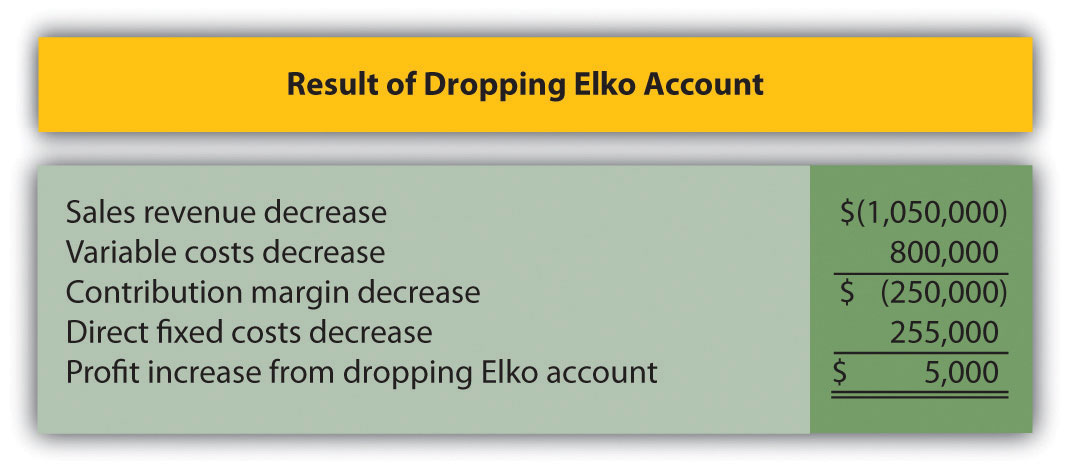 Result of Dropping Elko Account
Sales revenue decrease $(1,050,000)
Variable costs decrease 800,000
Contribution margin decrease $ (250,000)
Direct fixed costs decrease 255,000
Profit increase from dropping Elko account $ 5,000